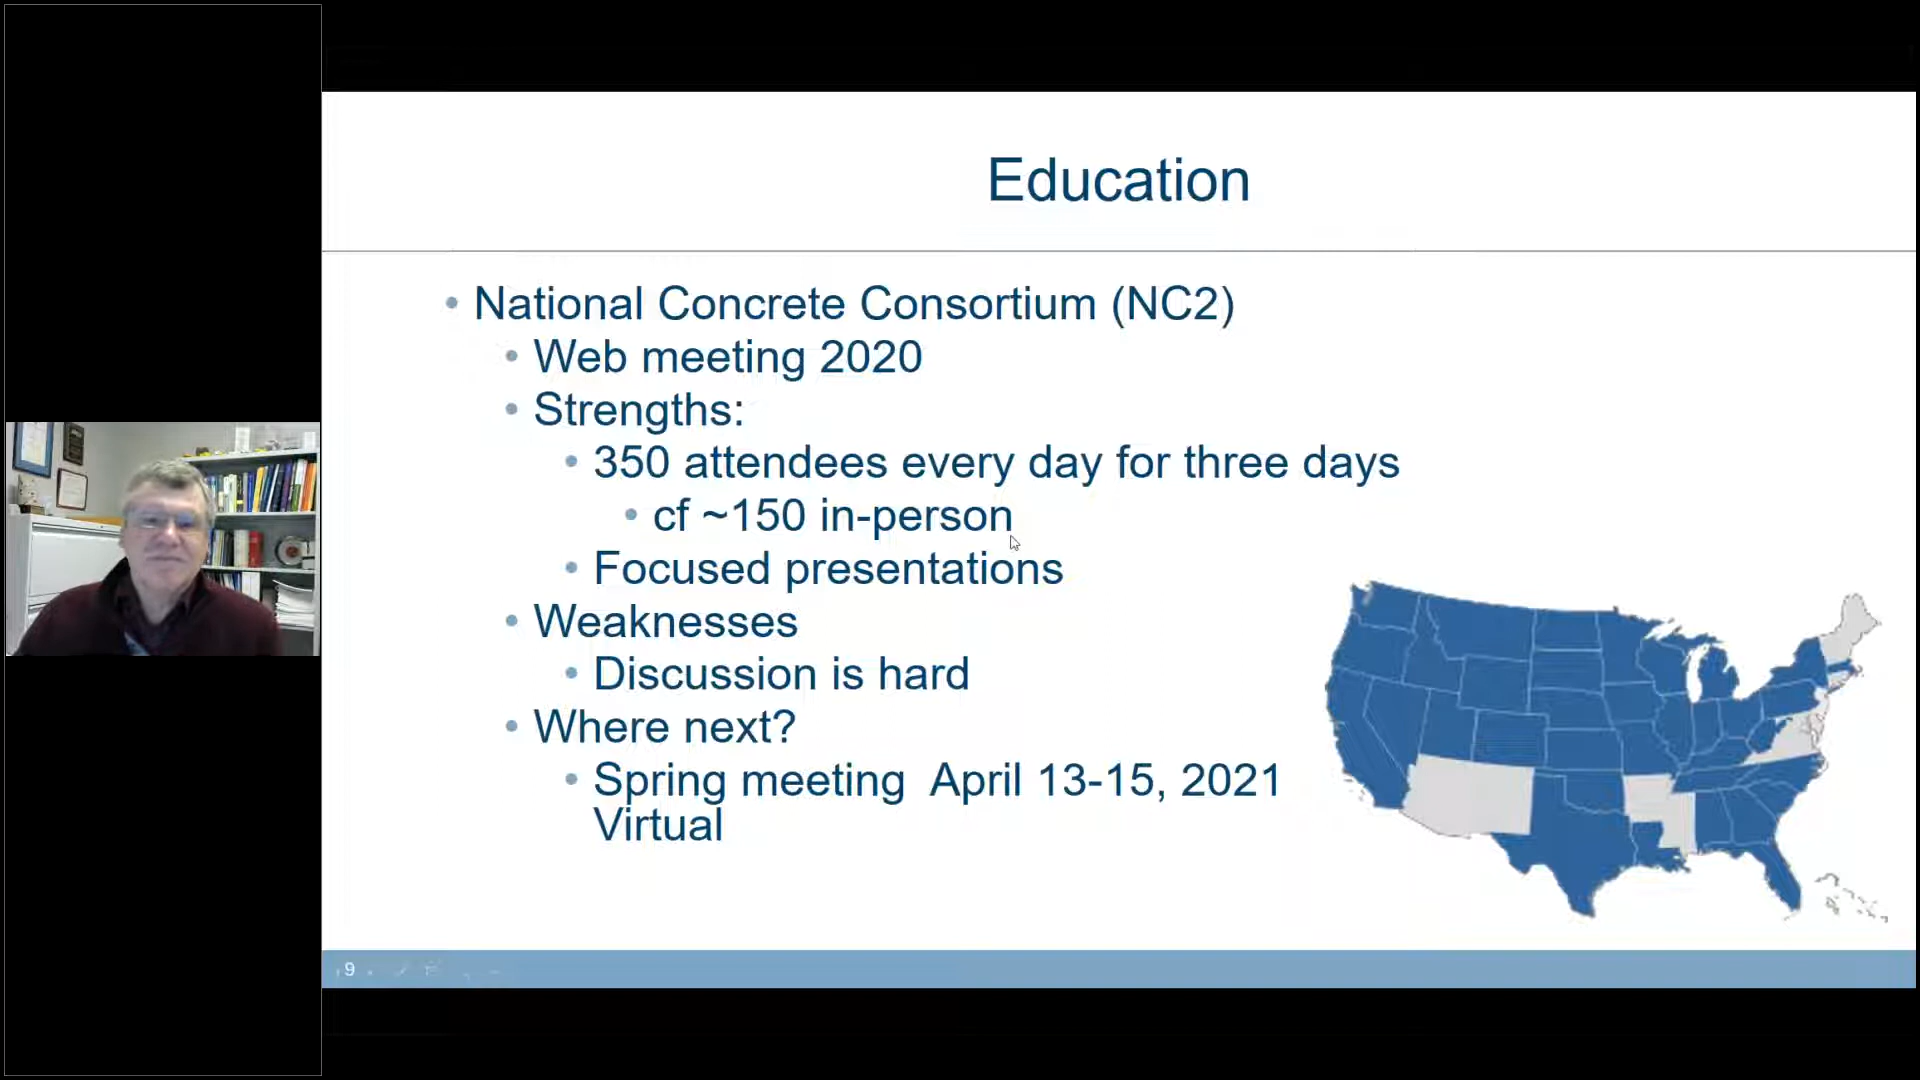 Education
• National Concrete Consortium (NC2)
• Web meeting 2020
• Strengths:
• 350 attendees every day for three days
• cf ~150 in-person
• Focused presentations
• Weaknesses
• Discussion is hard
• Where next?
• Spring meeting April 13-15, 2021
Virtual
9